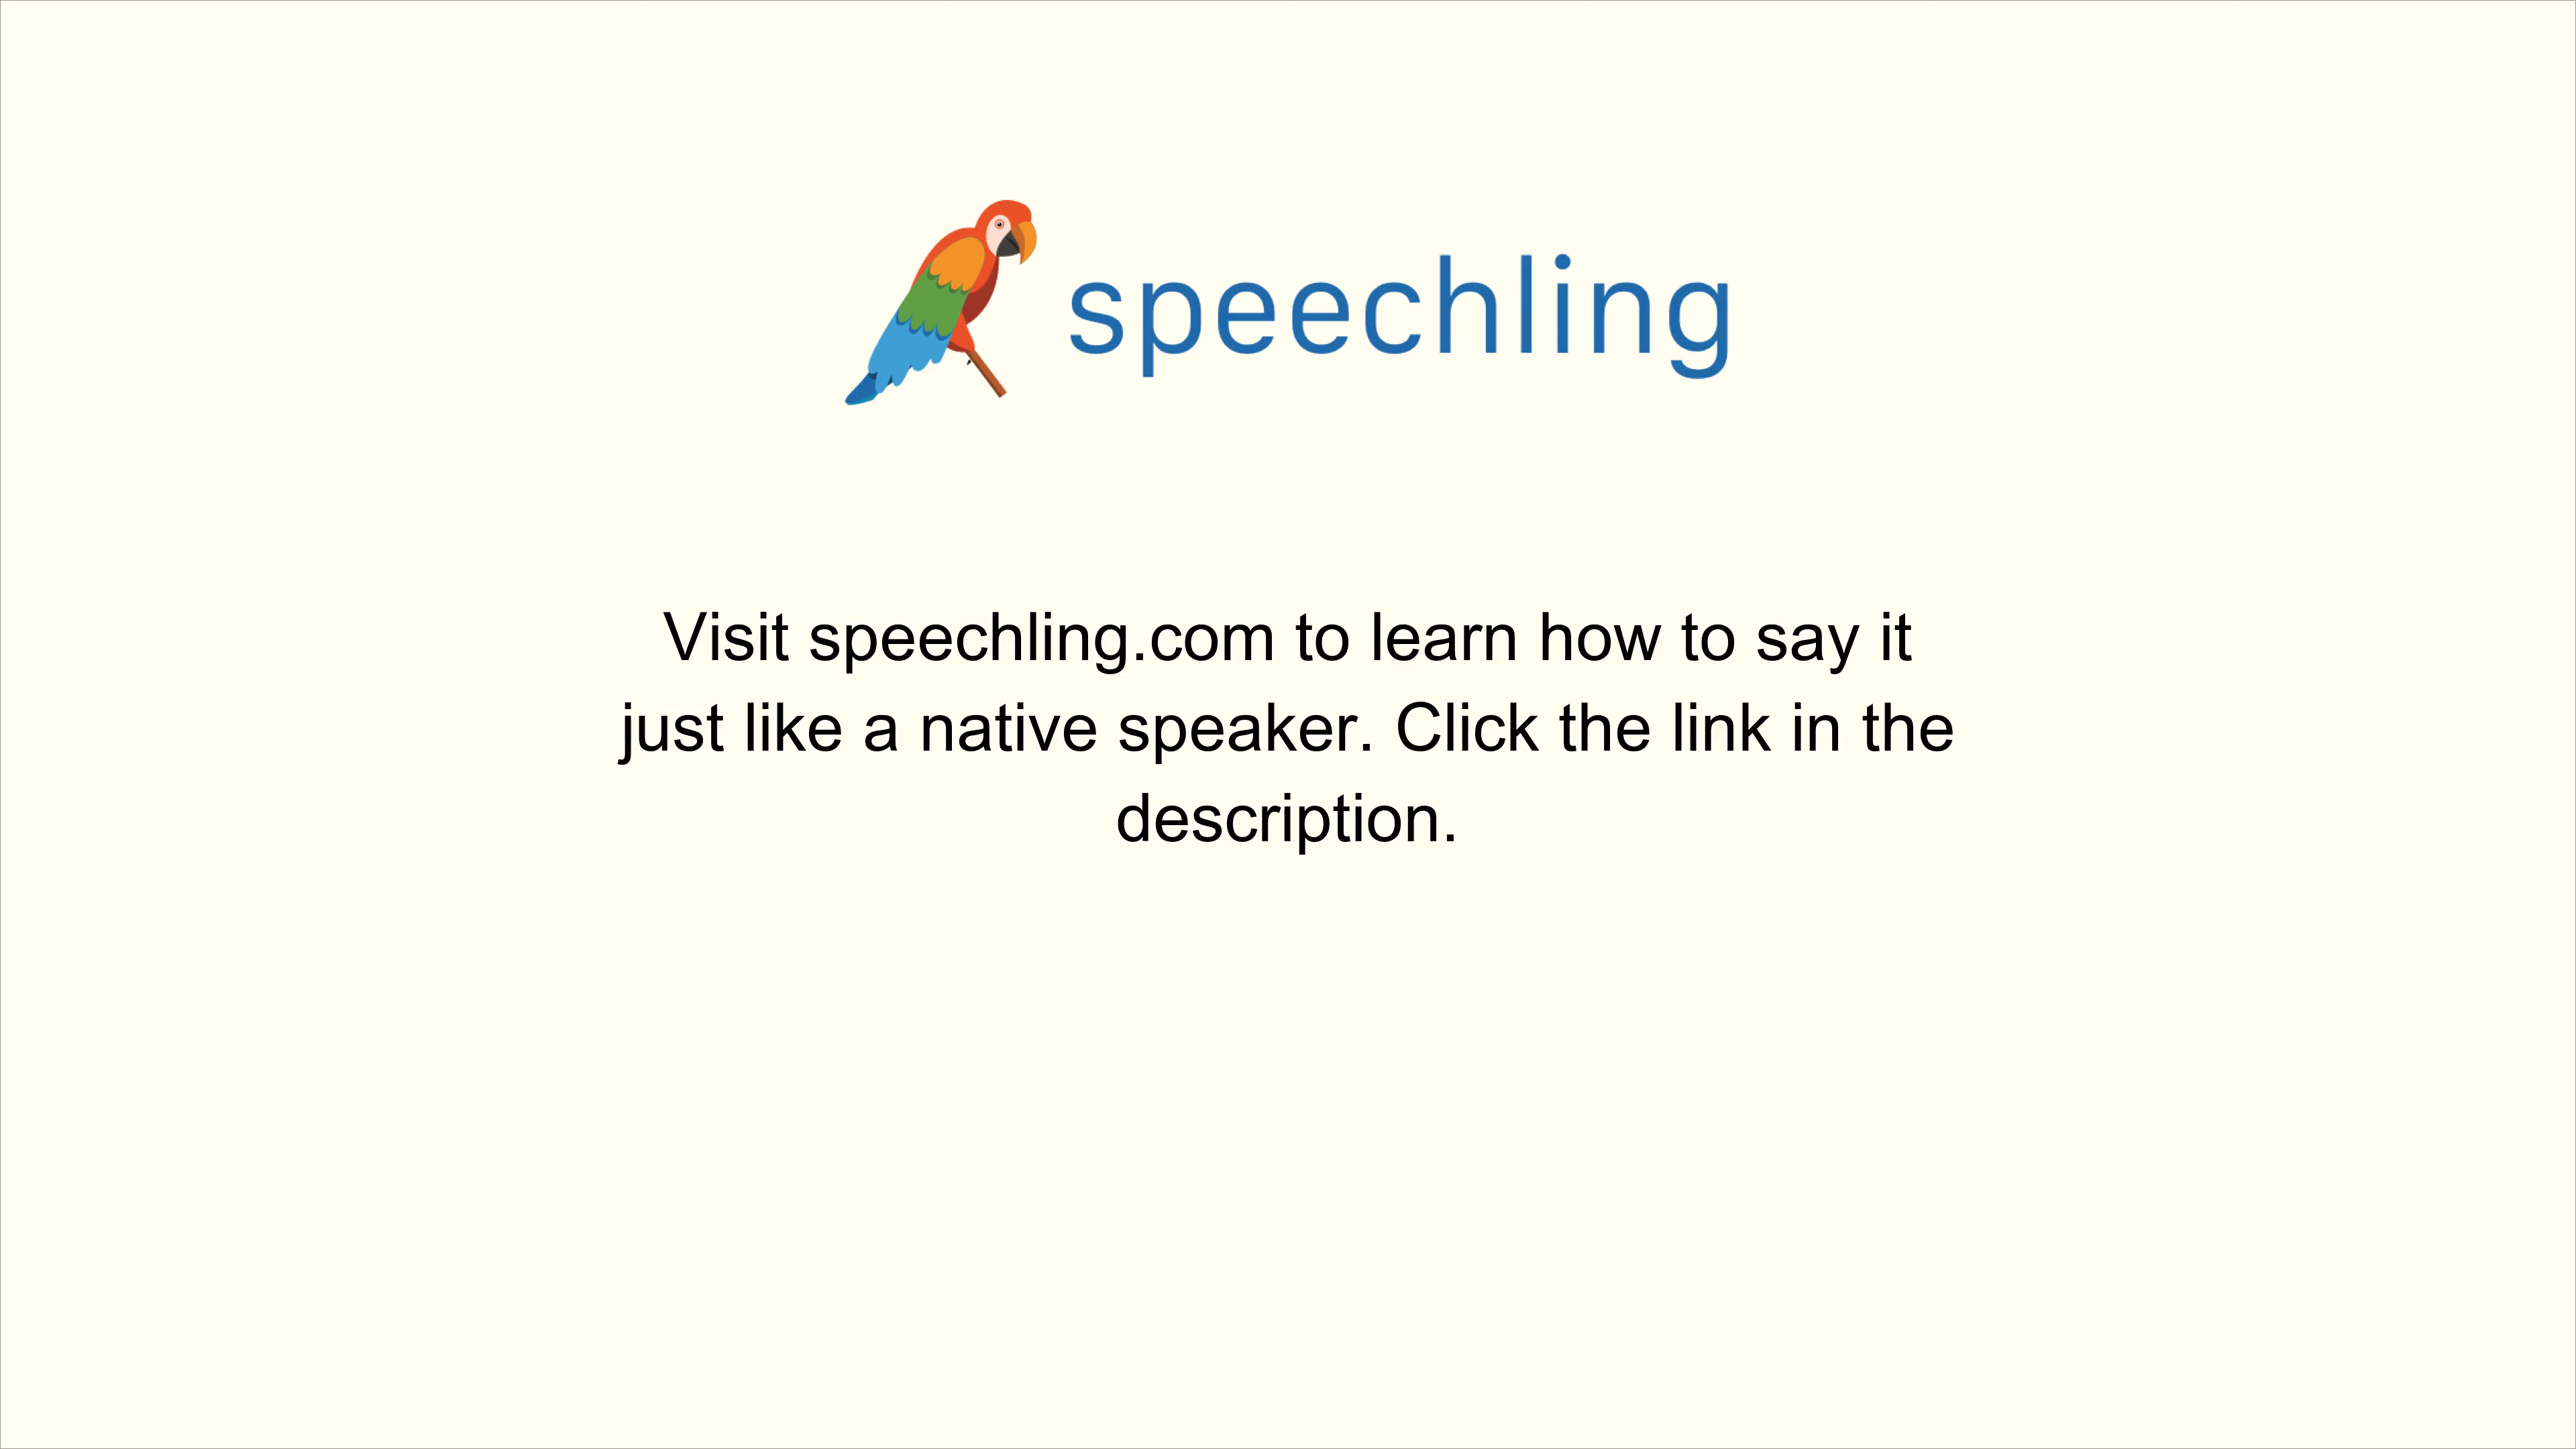 speechling
Visit speechling.com to learn how to say it
just like a native speaker. Click the link in the
description.